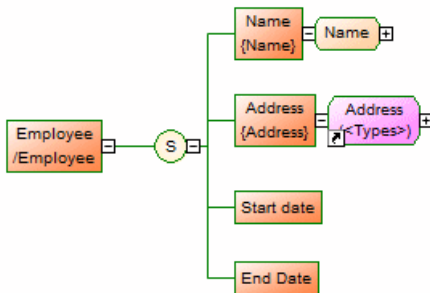 Name
{Name}
Name
Address
{Address}
Address
(<Types>)
Employee
/Employee
S
Start date
End Date